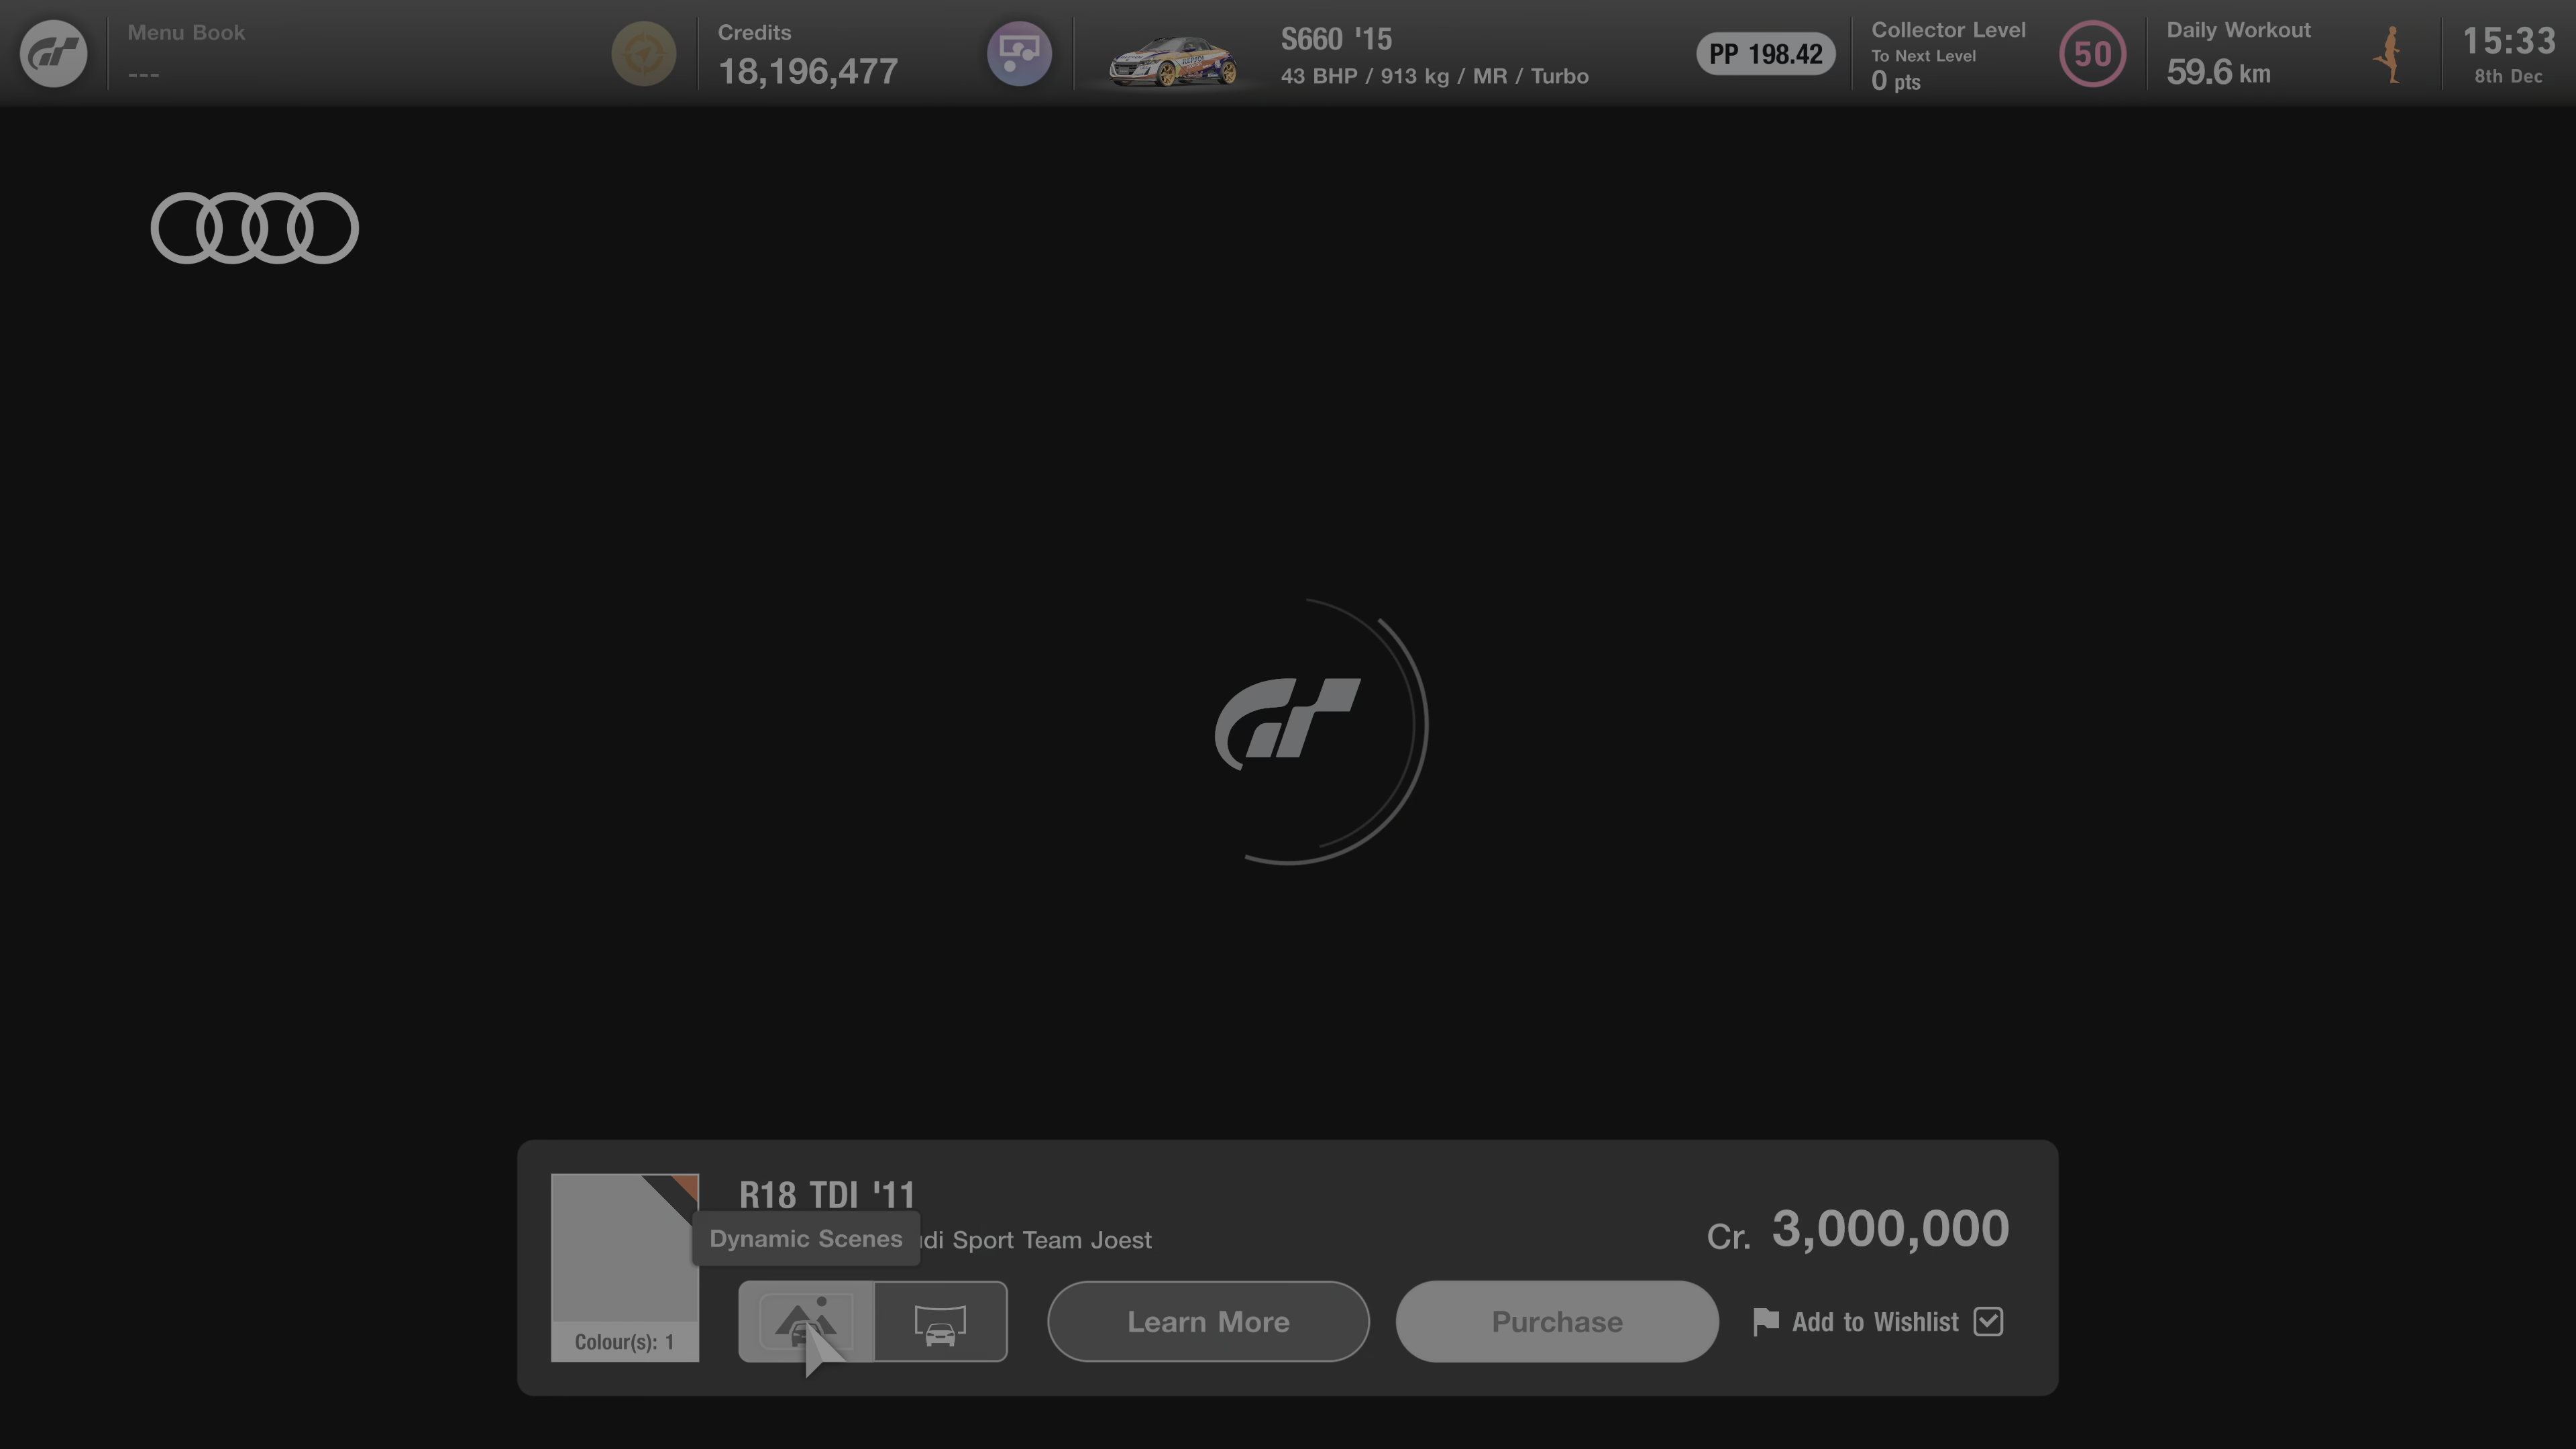 Menu Book
---
Credits
18,196,477
S660 '15
43 BHP / 913 kg / MR / Turbo
PP 198.42
Collector Level
To Next Level
0 pts
50
Daily Workout
59.6 km
15:33
8th Dec
R18 TDI '11
Dynamic Scenes
di Sport Team Joest
Cr. 3,000,000
Colour(s): 1
Learn More
Purchase
Add to Wishlist